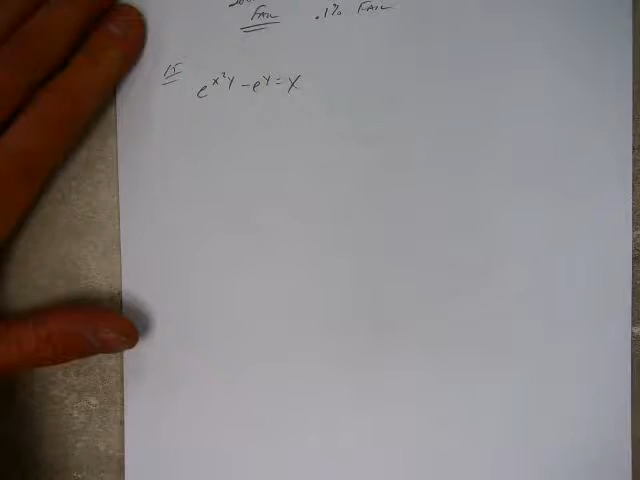 FAIL .1% FAIL
15
e^{x²y} - e^y = x